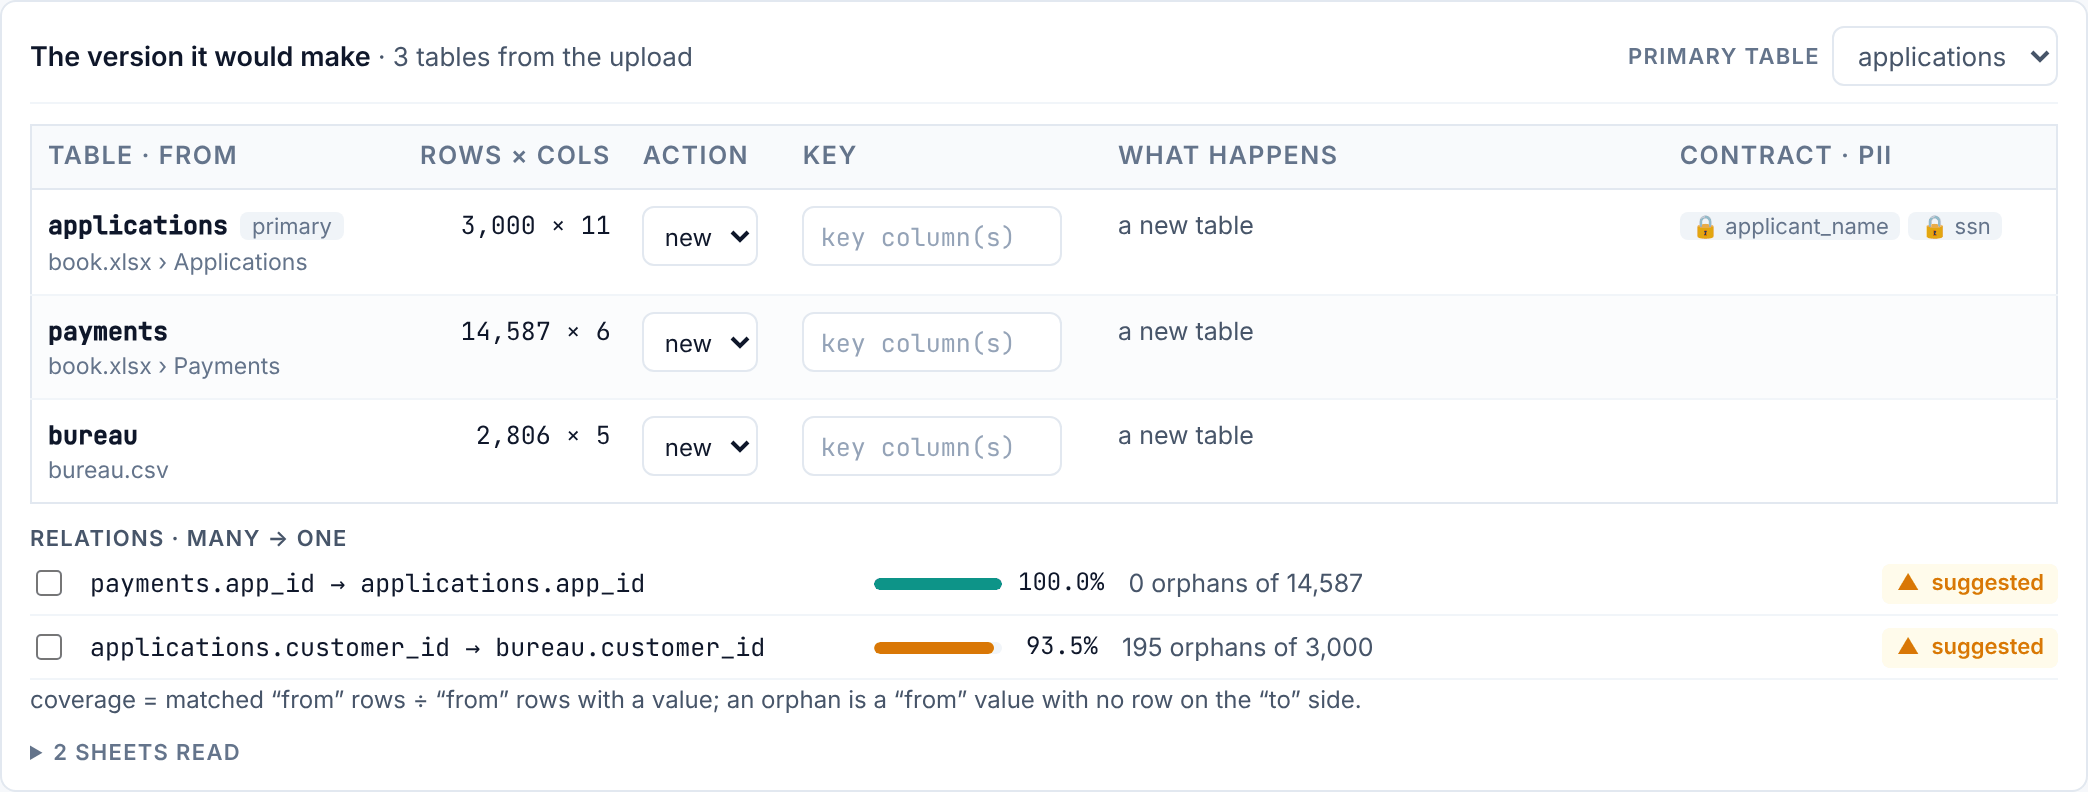 The version it would make · 3 tables from the upload
PRIMARY TABLE applications
TABLE · FROM ROWS × COLS ACTION KEY WHAT HAPPENS CONTRACT · PII
applications primary 3,000 × 11 new key column(s) a new table 🔒 applicant_name 🔒 ssn
book.xlsx › Applications
payments 14,587 × 6 new key column(s) a new table
book.xlsx › Payments
bureau 2,806 × 5 new key column(s) a new table
bureau.csv
RELATIONS · MANY → ONE
payments.app_id → applications.app_id 100.0% 0 orphans of 14,587 ▲ suggested
applications.customer_id → bureau.customer_id 93.5% 195 orphans of 3,000 ▲ suggested
coverage = matched “from” rows ÷ “from” rows with a value; an orphan is a “from” value with no row on the “to” side.
▶ 2 SHEETS READ